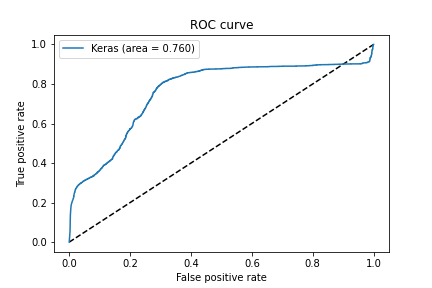 ROC curve
Keras (area = 0.760)
True positive rate
1.0
0.8
0.6
0.4
0.2
0.0
0.0 0.2 0.4 0.6 0.8 1.0
False positive rate